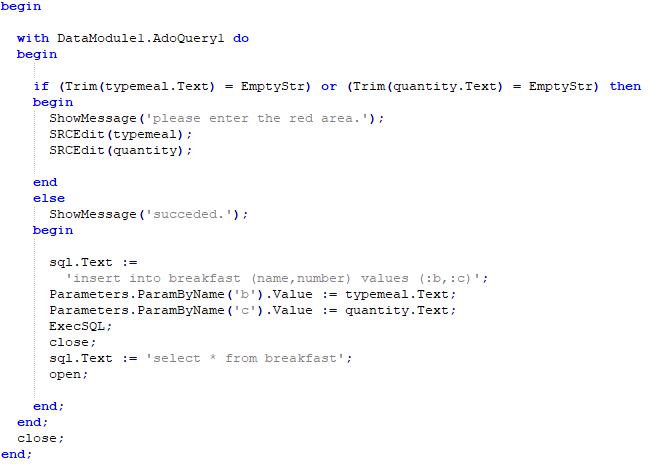 begin
with DataModule1.AdoQuery1 do
begin
if (Trim(typemeal.Text) = EmptyStr) or (Trim(quantity.Text) = EmptyStr) then
begin
ShowMessage('please enter the red area.');
SRCEdit(typemeal);
SRCEdit(quantity);
end
else
ShowMessage('succeded.');
begin
sql.Text :=
'insert into breakfast (name,number) values (:b,:c)';
Parameters.ParamByName('b').Value := typemeal.Text;
Parameters.ParamByName('c').Value := quantity.Text;
ExecSQL;
close;
sql.Text := 'select * from breakfast';
open;
end;
end;
close;
end;